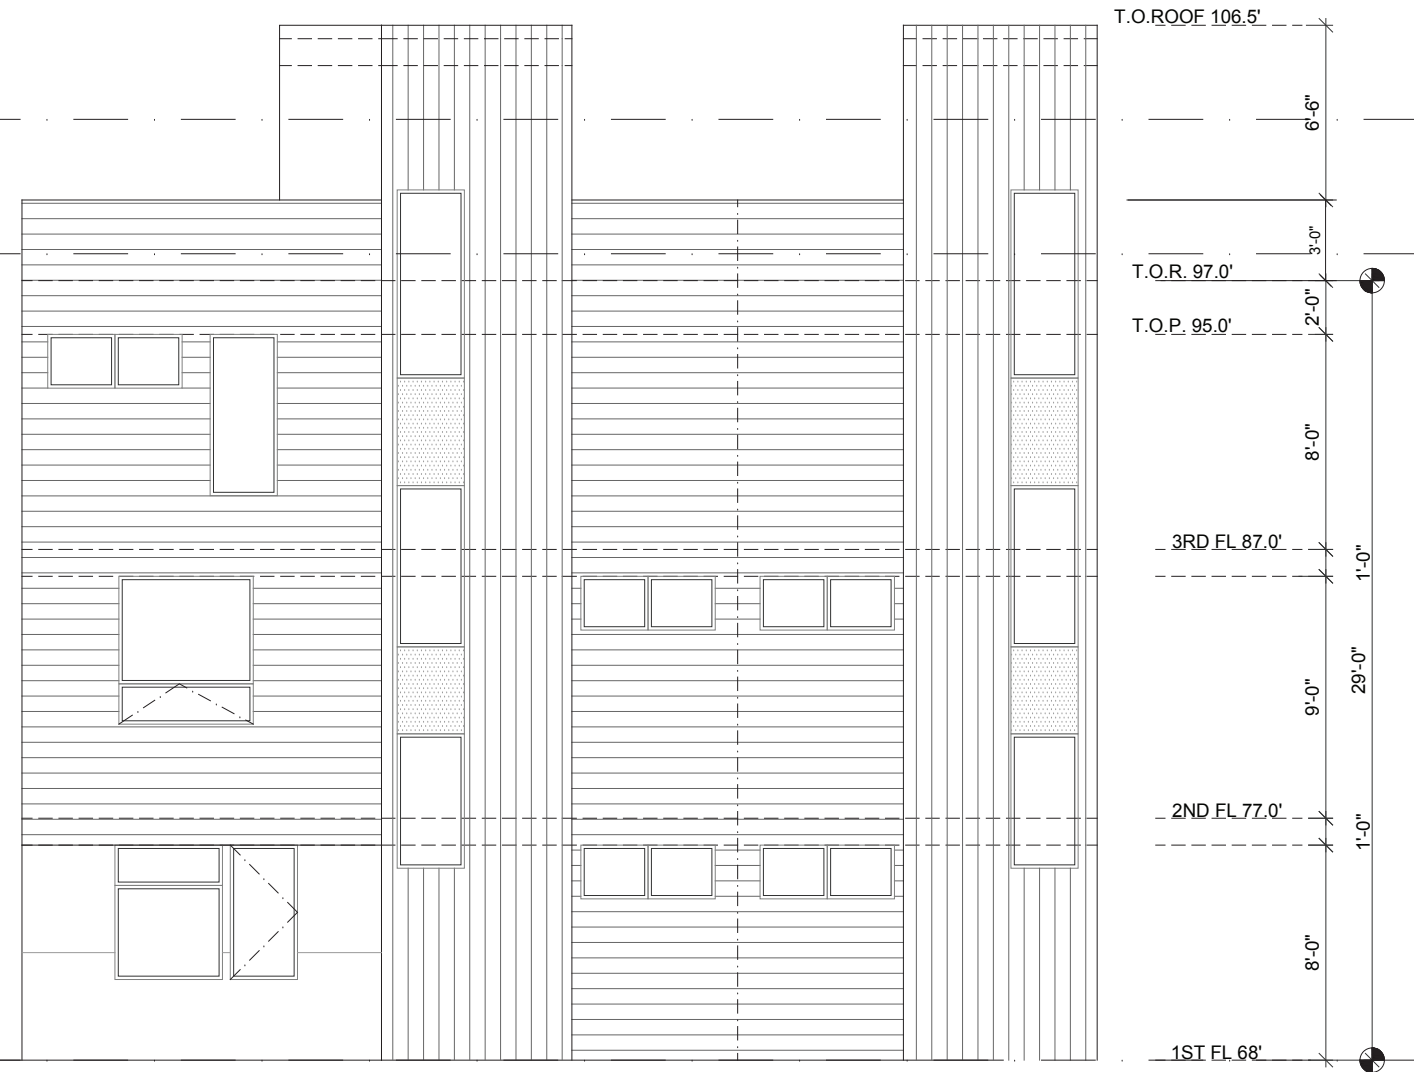 T.O.ROOF 106.5'
6'-6"
3'-0"
T.O.R. 97.0'
2'-0"
T.O.P. 95.0'
8'-0"
3RD FL 87.0'
1'-0"
29'-0"
9'-0"
2ND FL 77.0'
1'-0"
8'-0"
1ST FL 68'